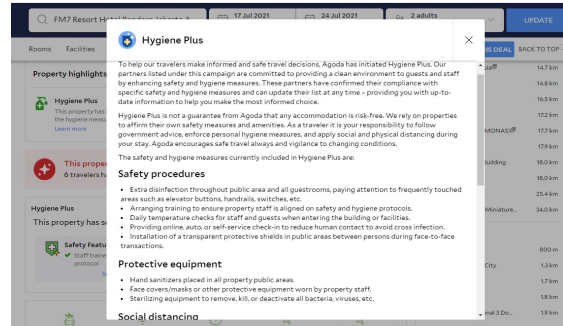 FM7 Resort Hotel Bandara Jakarta A
17 Jul 2021
24 Jul 2021
2 adults
UPDATE
Hygiene Plus
Rooms Facilities
HIS DEAL BACK TO TOP
To help our travelers make informed and safe travel decisions, Agoda has initiated Hygiene Plus. Our
partners listed under this campaign are committed to providing a clean environment to guests and staff
by enhancing safety and hygiene measures. These partners have confirmed their compliance with
specific safety and hygiene measures and can update their list at any time – providing you with up-to-
date information to help you make the most informed choice.
Hygiene Plus is not a guarantee from Agoda that any accommodation is risk-free. We rely on properties
to affirm their own safety measures and amenities. As a traveler it is your responsibility to follow
government advice, enforce personal hygiene measures, and apply social and physical distancing during
your stay. Agoda encourages safe travel always and vigilance to changing conditions.
The safety and hygiene measures currently included in Hygiene Plus are:
Safety procedures
• Extra disinfection throughout public area and all guestrooms, paying attention to frequently touched
areas such as elevator buttons, handrails, switches, etc.
• Arranging training to ensure property staff is aligned on safety and hygiene protocols.
• Daily temperature checks for staff and guests when entering the building or facilities.
• Providing online, auto, or self-service check-in to reduce human contact to avoid cross infection.
• Installation of a transparent protective shields in public areas between persons during face-to-face
transactions.
Protective equipment
• Hand sanitizers placed in all property public areas.
• Face covers/masks or other protective equipment worn by property staff.
• Sterilizing equipment to remove, kill, or deactivate all bacteria, viruses, etc.
Social distancing
Property highlights
Hygiene Plus
This property has
the hygiene measu
Learn more
This proper
6 travelers ha
Hygiene Plus
This property has se
Safety Featu
Staff traine
protocol
14.7 km
14.8 km
16.5 km
17.2 km
MONAS) 17.7 km
17.9 km
uilding 18.0 km
18.0 km
25.4 km
Miniature... 34.0 km
800 m
City 1.3 km
1.7 km
1.8 km
inal 3 Do... 1.9 km